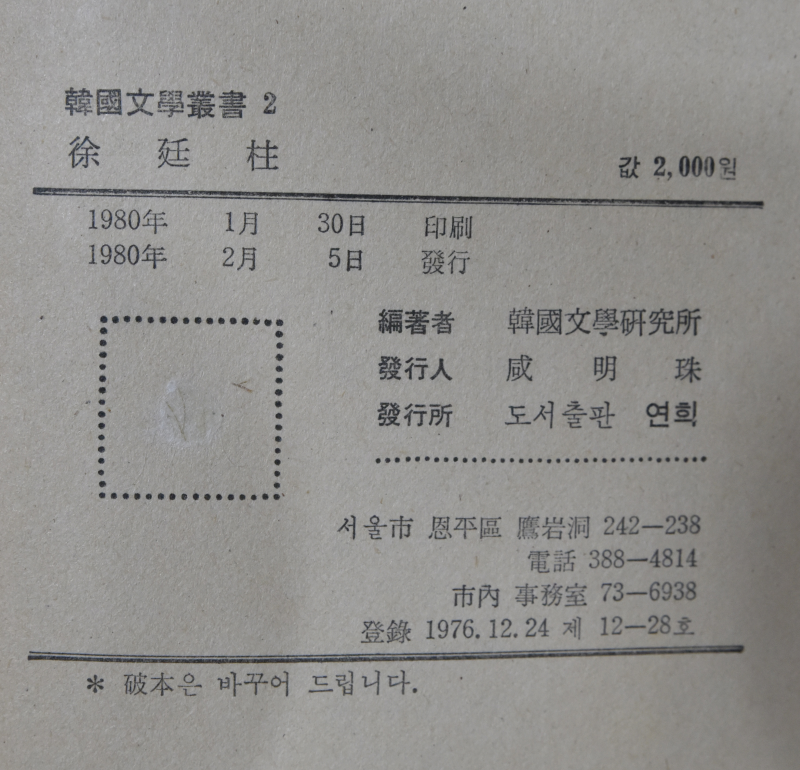 韓國文學叢書 2
徐 廷 柱
값 2,000원
1980年 1月 30日 印刷
1980年 2月 5日 發行
編著者 韓國文學硏究所
發行人 咸 明 珠
發行所 도서출판 연희
서울市 恩平區 鷹岩洞 242—238
電話 388—4814
市內 事務室 73—6938
登錄 1976.12.24 제 12—28호
* 破本은 바꾸어 드립니다.